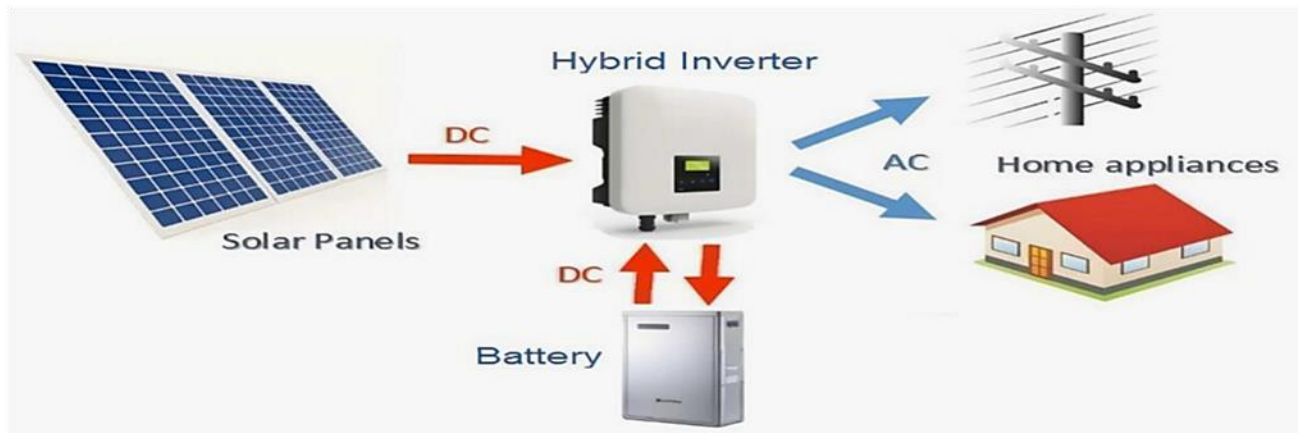 Hybrid Inverter
DC
AC
Home appliances
Solar Panels
DC
Battery